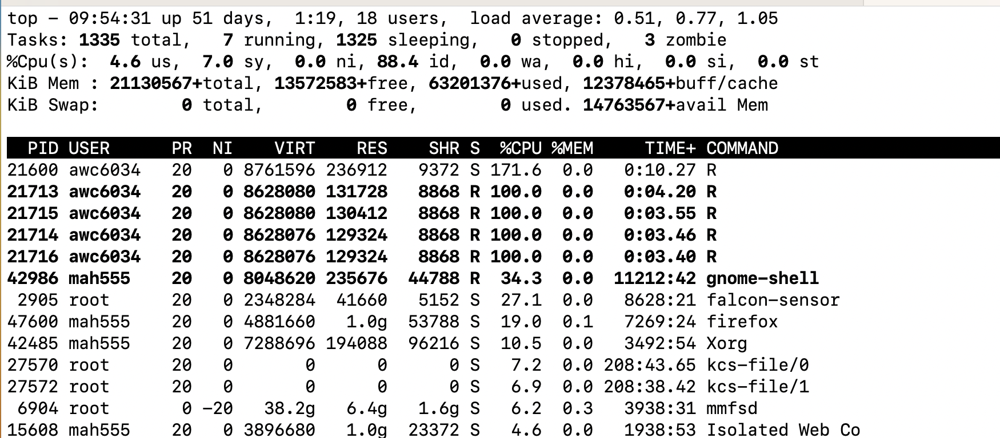 top – 09:54:31 up 51 days,  1:19, 18 users,  load average: 0.51, 0.77, 1.05
Tasks: 1335 total,   7 running, 1325 sleeping,   0 stopped,   3 zombie
%Cpu(s):  4.6 us,  7.0 sy,  0.0 ni, 88.4 id,  0.0 wa,  0.0 hi,  0.0 si,  0.0 st
KiB Mem : 21130567+total, 13572583+free, 63201376+used, 12378465+buff/cache
KiB Swap:        0 total,        0 free,        0 used. 14763567+avail Mem
  PID USER      PR  NI    VIRT    RES    SHR S  %CPU %MEM     TIME+ COMMAND
21600 awc6034   20   0 8761596 236912   9372 S 171.6  0.0   0:10.27 R
21713 awc6034   20   0 8628080 131728   8868 R 100.0  0.0   0:04.20 R
21715 awc6034   20   0 8628080 130412   8868 R 100.0  0.0   0:03.55 R
21714 awc6034   20   0 8628076 129324   8868 R 100.0  0.0   0:03.46 R
21716 awc6034   20   0 8628076 129324   8868 R 100.0  0.0   0:03.40 R
42986 mah555    20   0 8048620 235676  44788 R  34.3  0.0  11212:42 gnome–shell
 2905 root      20   0 2348284  41660   5152 S  27.1  0.0   8628:21 falcon–sensor
47600 mah555    20   0 4881660   1.0g  53788 S  19.0  0.1   7269:24 firefox
42485 mah555    20   0 7288696 194088  96216 S  10.5  0.0   3492:54 Xorg
27570 root      20   0       0      0      0 S   7.2  0.0 208:43.65 kcs–file/0
27572 root      20   0       0      0      0 S   6.9  0.0 208:38.42 kcs–file/1
 6904 root       0 –20   38.2g   6.4g   1.6g S   6.2  0.3   3938:31 mmfsd
15608 mah555    20   0 3896680   1.0g  23372 S   4.6  0.0   1938:53 Isolated Web Co